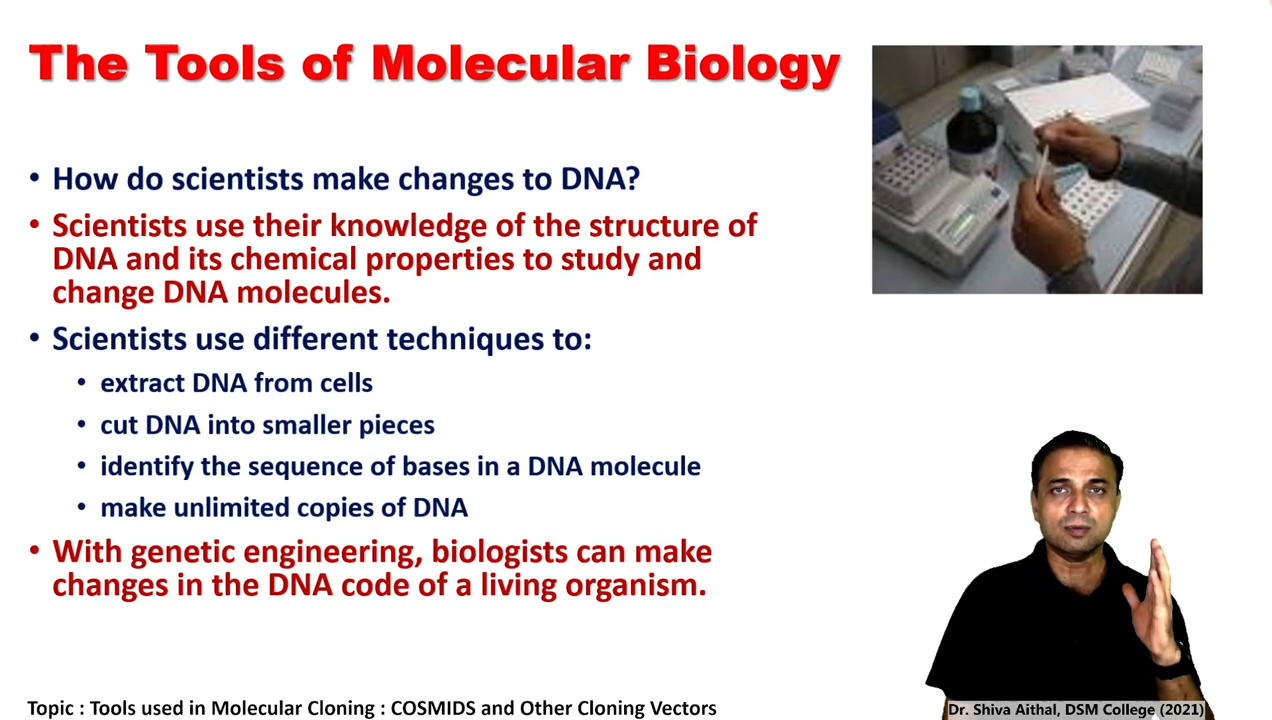 The Tools of Molecular Biology
• How do scientists make changes to DNA?
• Scientists use their knowledge of the structure of
DNA and its chemical properties to study and
change DNA molecules.
• Scientists use different techniques to:
• extract DNA from cells
• cut DNA into smaller pieces
• identify the sequence of bases in a DNA molecule
• make unlimited copies of DNA
• With genetic engineering, biologists can make
changes in the DNA code of a living organism.
Topic : Tools used in Molecular Cloning : COSMIDS and Other Cloning Vectors
Dr. Shiva Aithal, DSM College (2021)